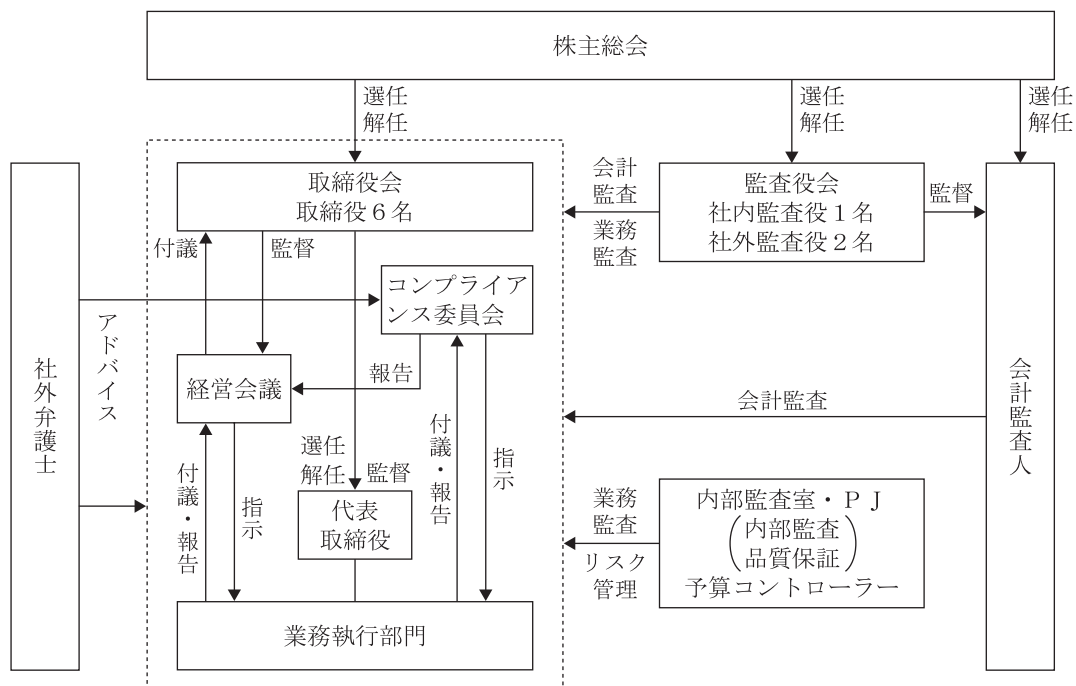 株主総会
選任
解任
選任
解任
選任
解任
取締役会
取締役6名
会計
監査
業務
監査
監査役会
社内監査役1名
社外監査役2名
監督
付議
監督
コンプライア
ンス委員会
アドバイス
社外弁護士
経営会議
報告
会計監査
会計監査人
付議・報告
指示
選任
解任
監督
付議・報告
指示
代表
取締役
業務
監査
リスク
管理
内部監査室・PJ
(内部監査
品質保証)
予算コントローラー
業務執行部門